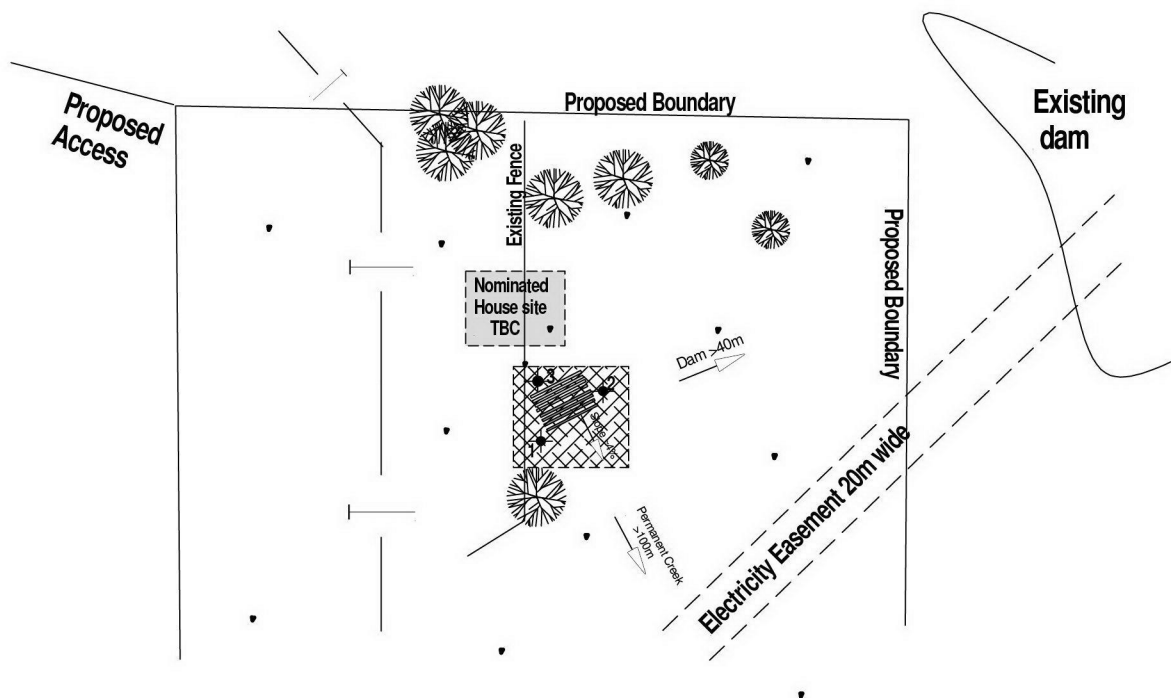 Proposed
Access
Proposed Boundary
Existing
dam
Existing Fence
Proposed Boundary
Nominated
House site
TBC
Dam >40m
3
2
1
Permanent Creek
>100m
Electricity Easement 20m wide